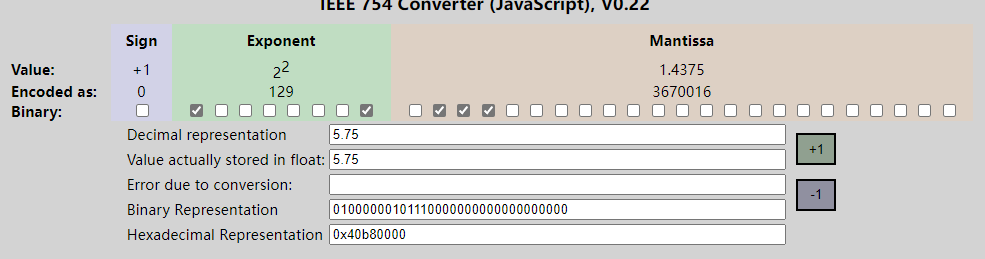 IEEE 754 Converter (JavaScript), V0.22
Sign Exponent Mantissa
Value: +1 2^2 1.4375
Encoded as: 0 129 3670016
Binary:
Decimal representation 5.75
Value actually stored in float: 5.75
+1
Error due to conversion:
-1
Binary Representation 01000000101110000000000000000000
Hexadecimal Representation 0x40b80000